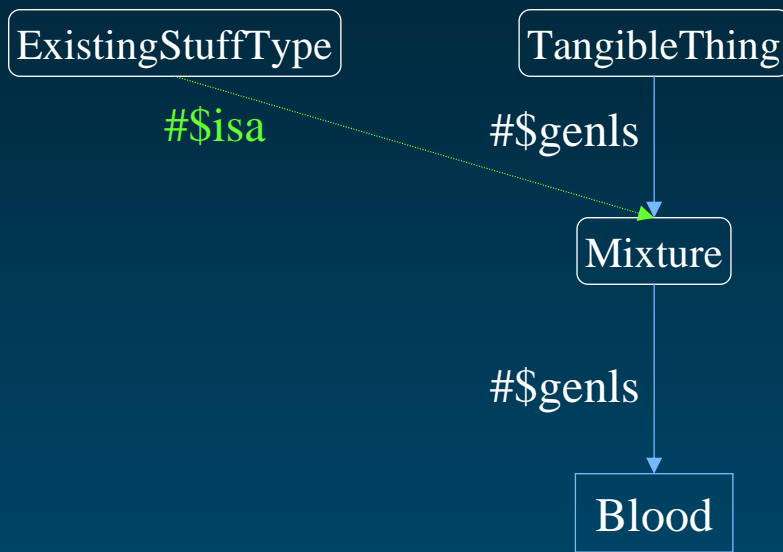 ExistingStuffType
TangibleThing
#$isa
#$genls
Mixture
#$genls
Blood